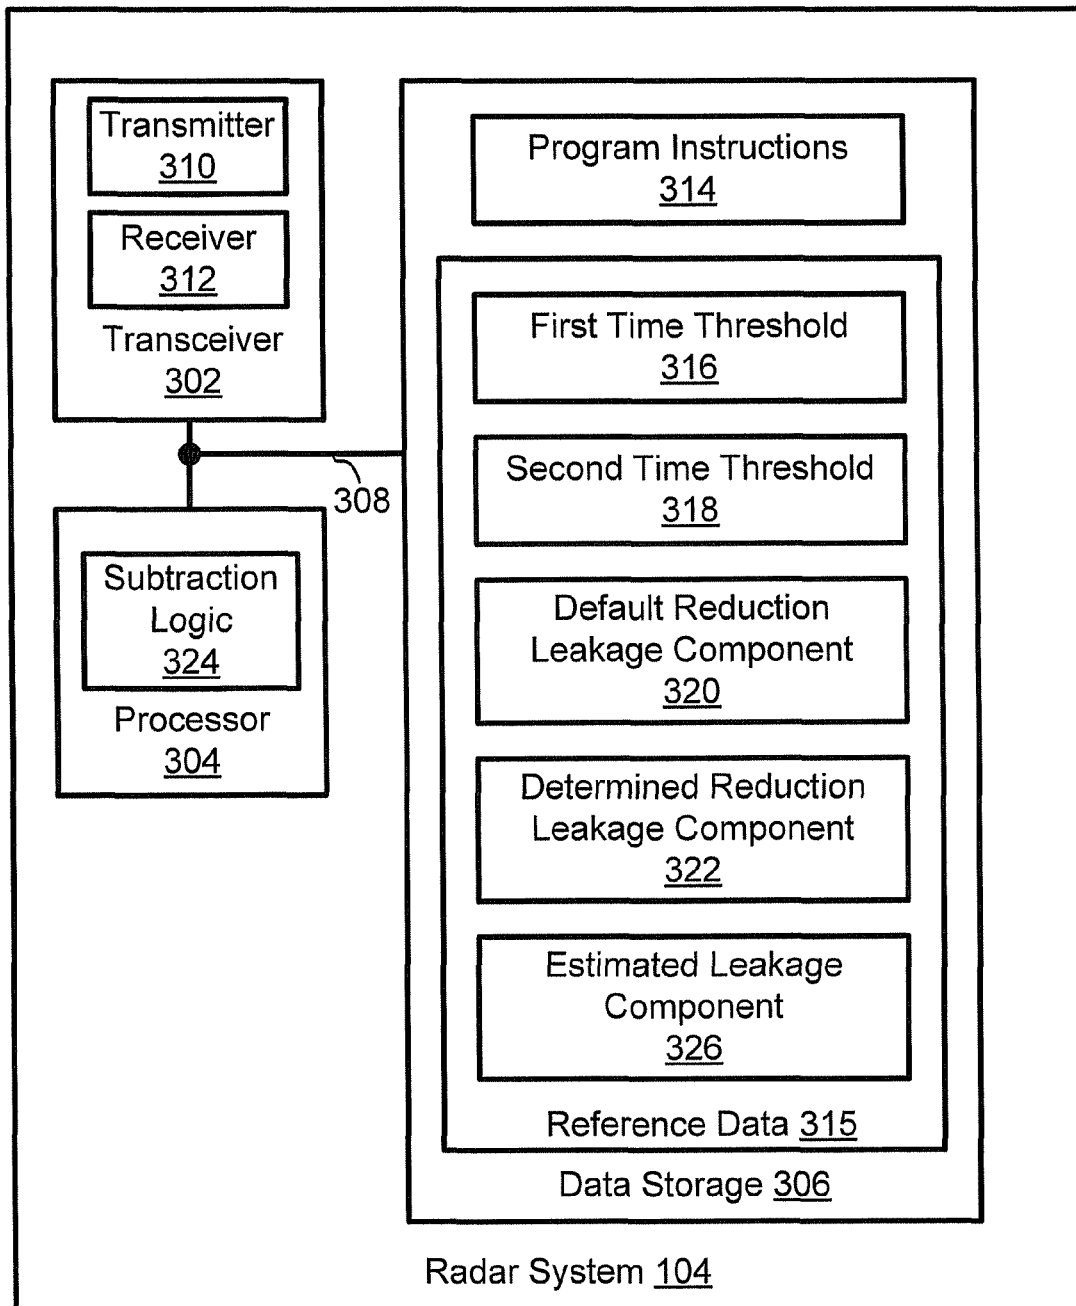 Transmitter
310
Receiver
312
Transceiver
302
308
Subtraction
Logic
324
Processor
304
Program Instructions
314
First Time Threshold
316
Second Time Threshold
318
Default Reduction
Leakage Component
320
Determined Reduction
Leakage Component
322
Estimated Leakage
Component
326
Reference Data 315
Data Storage 306
Radar System 104